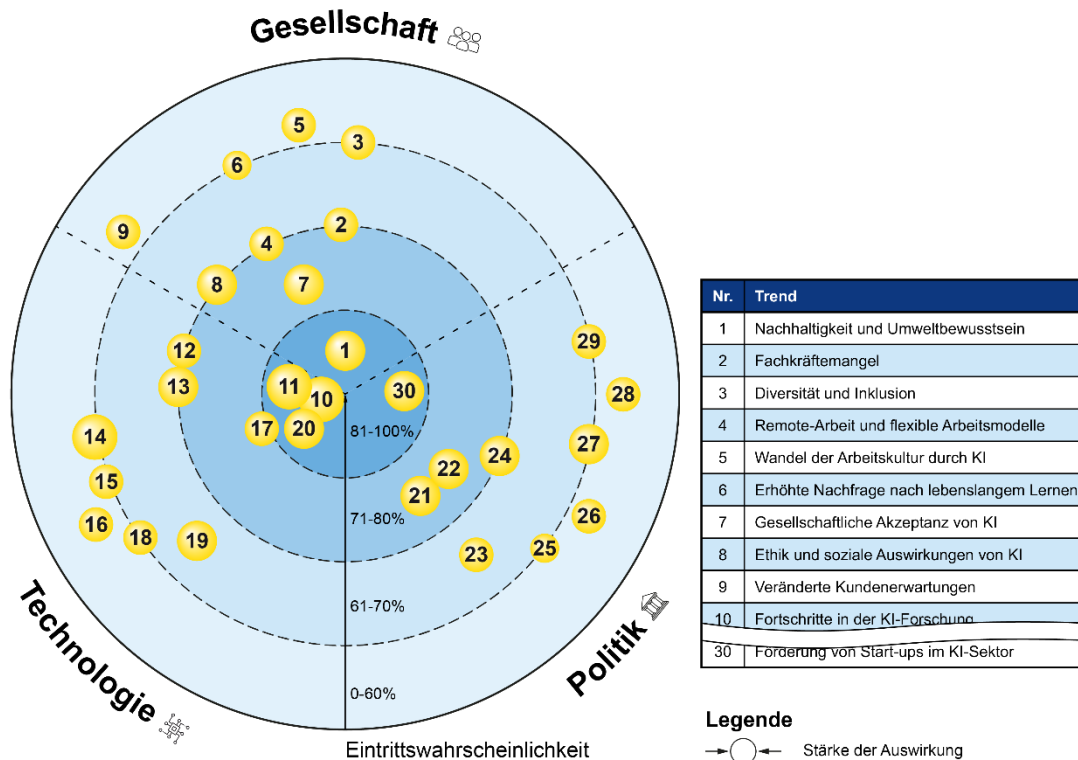 Gesellschaft
5
3
6
9
2
4
8
7
29
12
1
28
13
11
10
30
17
20
81-100%
14
27
24
22
15
21
71-80%
16
26
18
19
25
23
61-70%
Technologie
Politik
0-60%
Eintrittswahrscheinlichkeit
Nr. Trend
1 Nachhaltigkeit und Umweltbewusstsein
2 Fachkräftemangel
3 Diversität und Inklusion
4 Remote-Arbeit und flexible Arbeitsmodelle
5 Wandel der Arbeitskultur durch KI
6 Erhöhte Nachfrage nach lebenslangem Lernen
7 Gesellschaftliche Akzeptanz von KI
8 Ethik und soziale Auswirkungen von KI
9 Veränderte Kundenerwartungen
10 Fortschritte in der KI-Forschung
30 Förderung von Start-ups im KI-Sektor
Legende
Stärke der Auswirkung